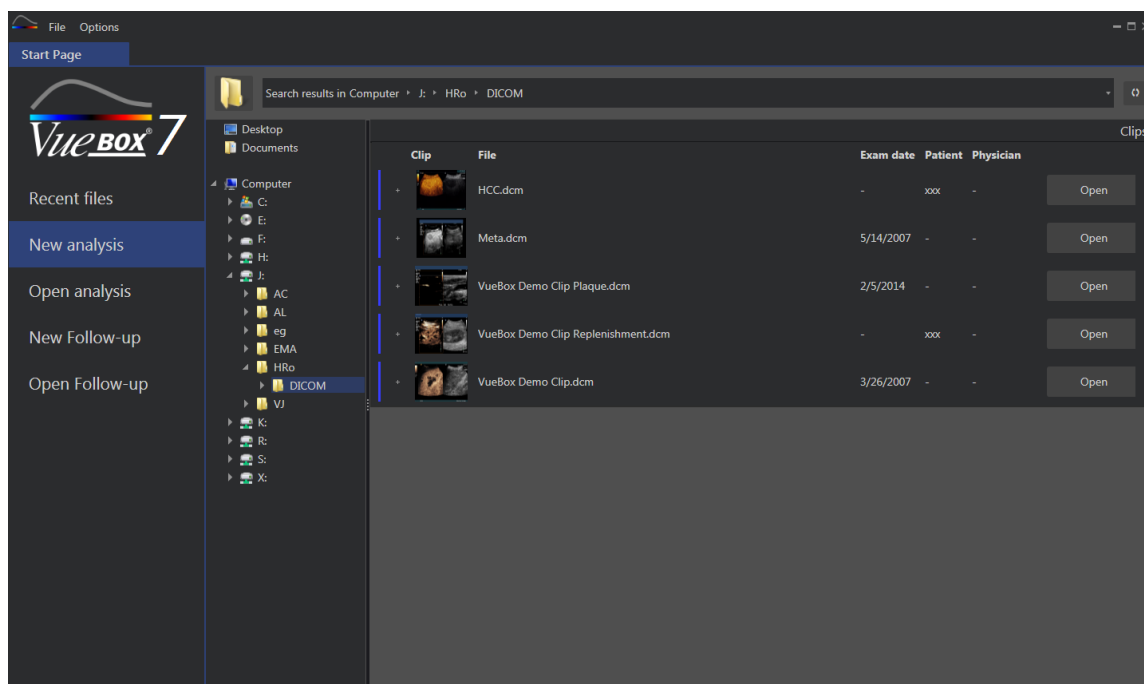 File Options
Start Page
VUEBOX® 7
Recent files
New analysis
Open analysis
New Follow-up
Open Follow-up
Search results in Computer J: HRo DICOM
Desktop
Documents
Computer
C:
E:
F:
H:
J:
AC
AL
eg
EMA
HRo
DICOM
VJ
K:
R:
S:
X:
Clips
Clip File Exam date Patient Physician
+ HCC.dcm - xxx - Open
+ Meta.dcm 5/14/2007 - - Open
+ VueBox Demo Clip Plaque.dcm 2/5/2014 - - Open
+ VueBox Demo Clip Replenishment.dcm - xxx - Open
+ VueBox Demo Clip.dcm 3/26/2007 - - Open